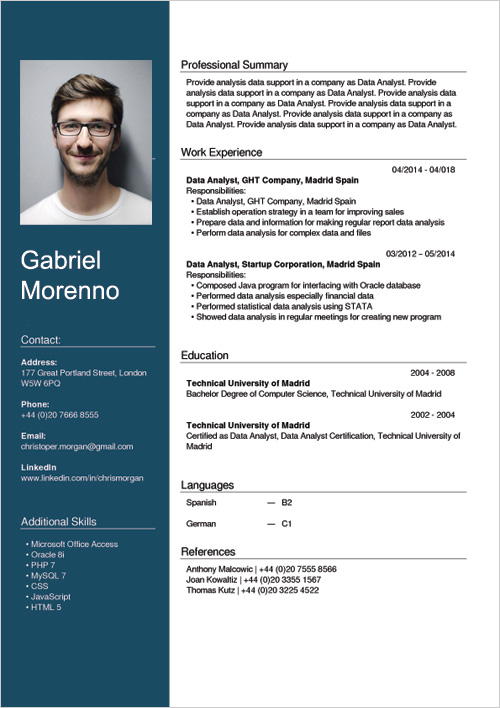 Gabriel
Morenno
Contact:
Address:
177 Great Portland Street, London
W5W 6PQ
Phone:
+44 (0)20 7666 8555
Email:
christoper.morgan@gmail.com
LinkedIn
www.linkedin.com/in/chrismorgan
Additional Skills
• Microsoft Office Access
• Oracle 8i
• PHP 7
• MySQL 7
• CSS
• JavaScript
• HTML 5
Professional Summary
Provide analysis data support in a company as Data Analyst. Provide
analysis data support in a company as Data Analyst. Provide analysis data
support in a company as Data Analyst. Provide analysis data support in a
company as Data Analyst. Provide analysis data support in a company as
Data Analyst. Provide analysis data support in a company as Data Analyst.
Work Experience
04/2014 - 04/018
Data Analyst, GHT Company, Madrid Spain
Responsibilities:
• Data Analyst, GHT Company, Madrid Spain
• Establish operation strategy in a team for improving sales
• Prepare data and information for making regular report data analysis
• Perform data analysis for complex data and files
03/2012 – 05/2014
Data Analyst, Startup Corporation, Madrid Spain
Responsibilities:
• Composed Java program for interfacing with Oracle database
• Performed data analysis especially financial data
• Performed statistical data analysis using STATA
• Showed data analysis in regular meetings for creating new program
Education
2004 - 2008
Technical University of Madrid
Bachelor Degree of Computer Science, Technical University of Madrid
2002 - 2004
Technical University of Madrid
Certified as Data Analyst, Data Analyst Certification, Technical University of
Madrid
Languages
Spanish — B2
German — C1
References
Anthony Malcowic | +44 (0)20 7555 8566
Joan Kowaltiz | +44 (0)20 3355 1567
Thomas Kutz | +44 (0)20 3225 4522